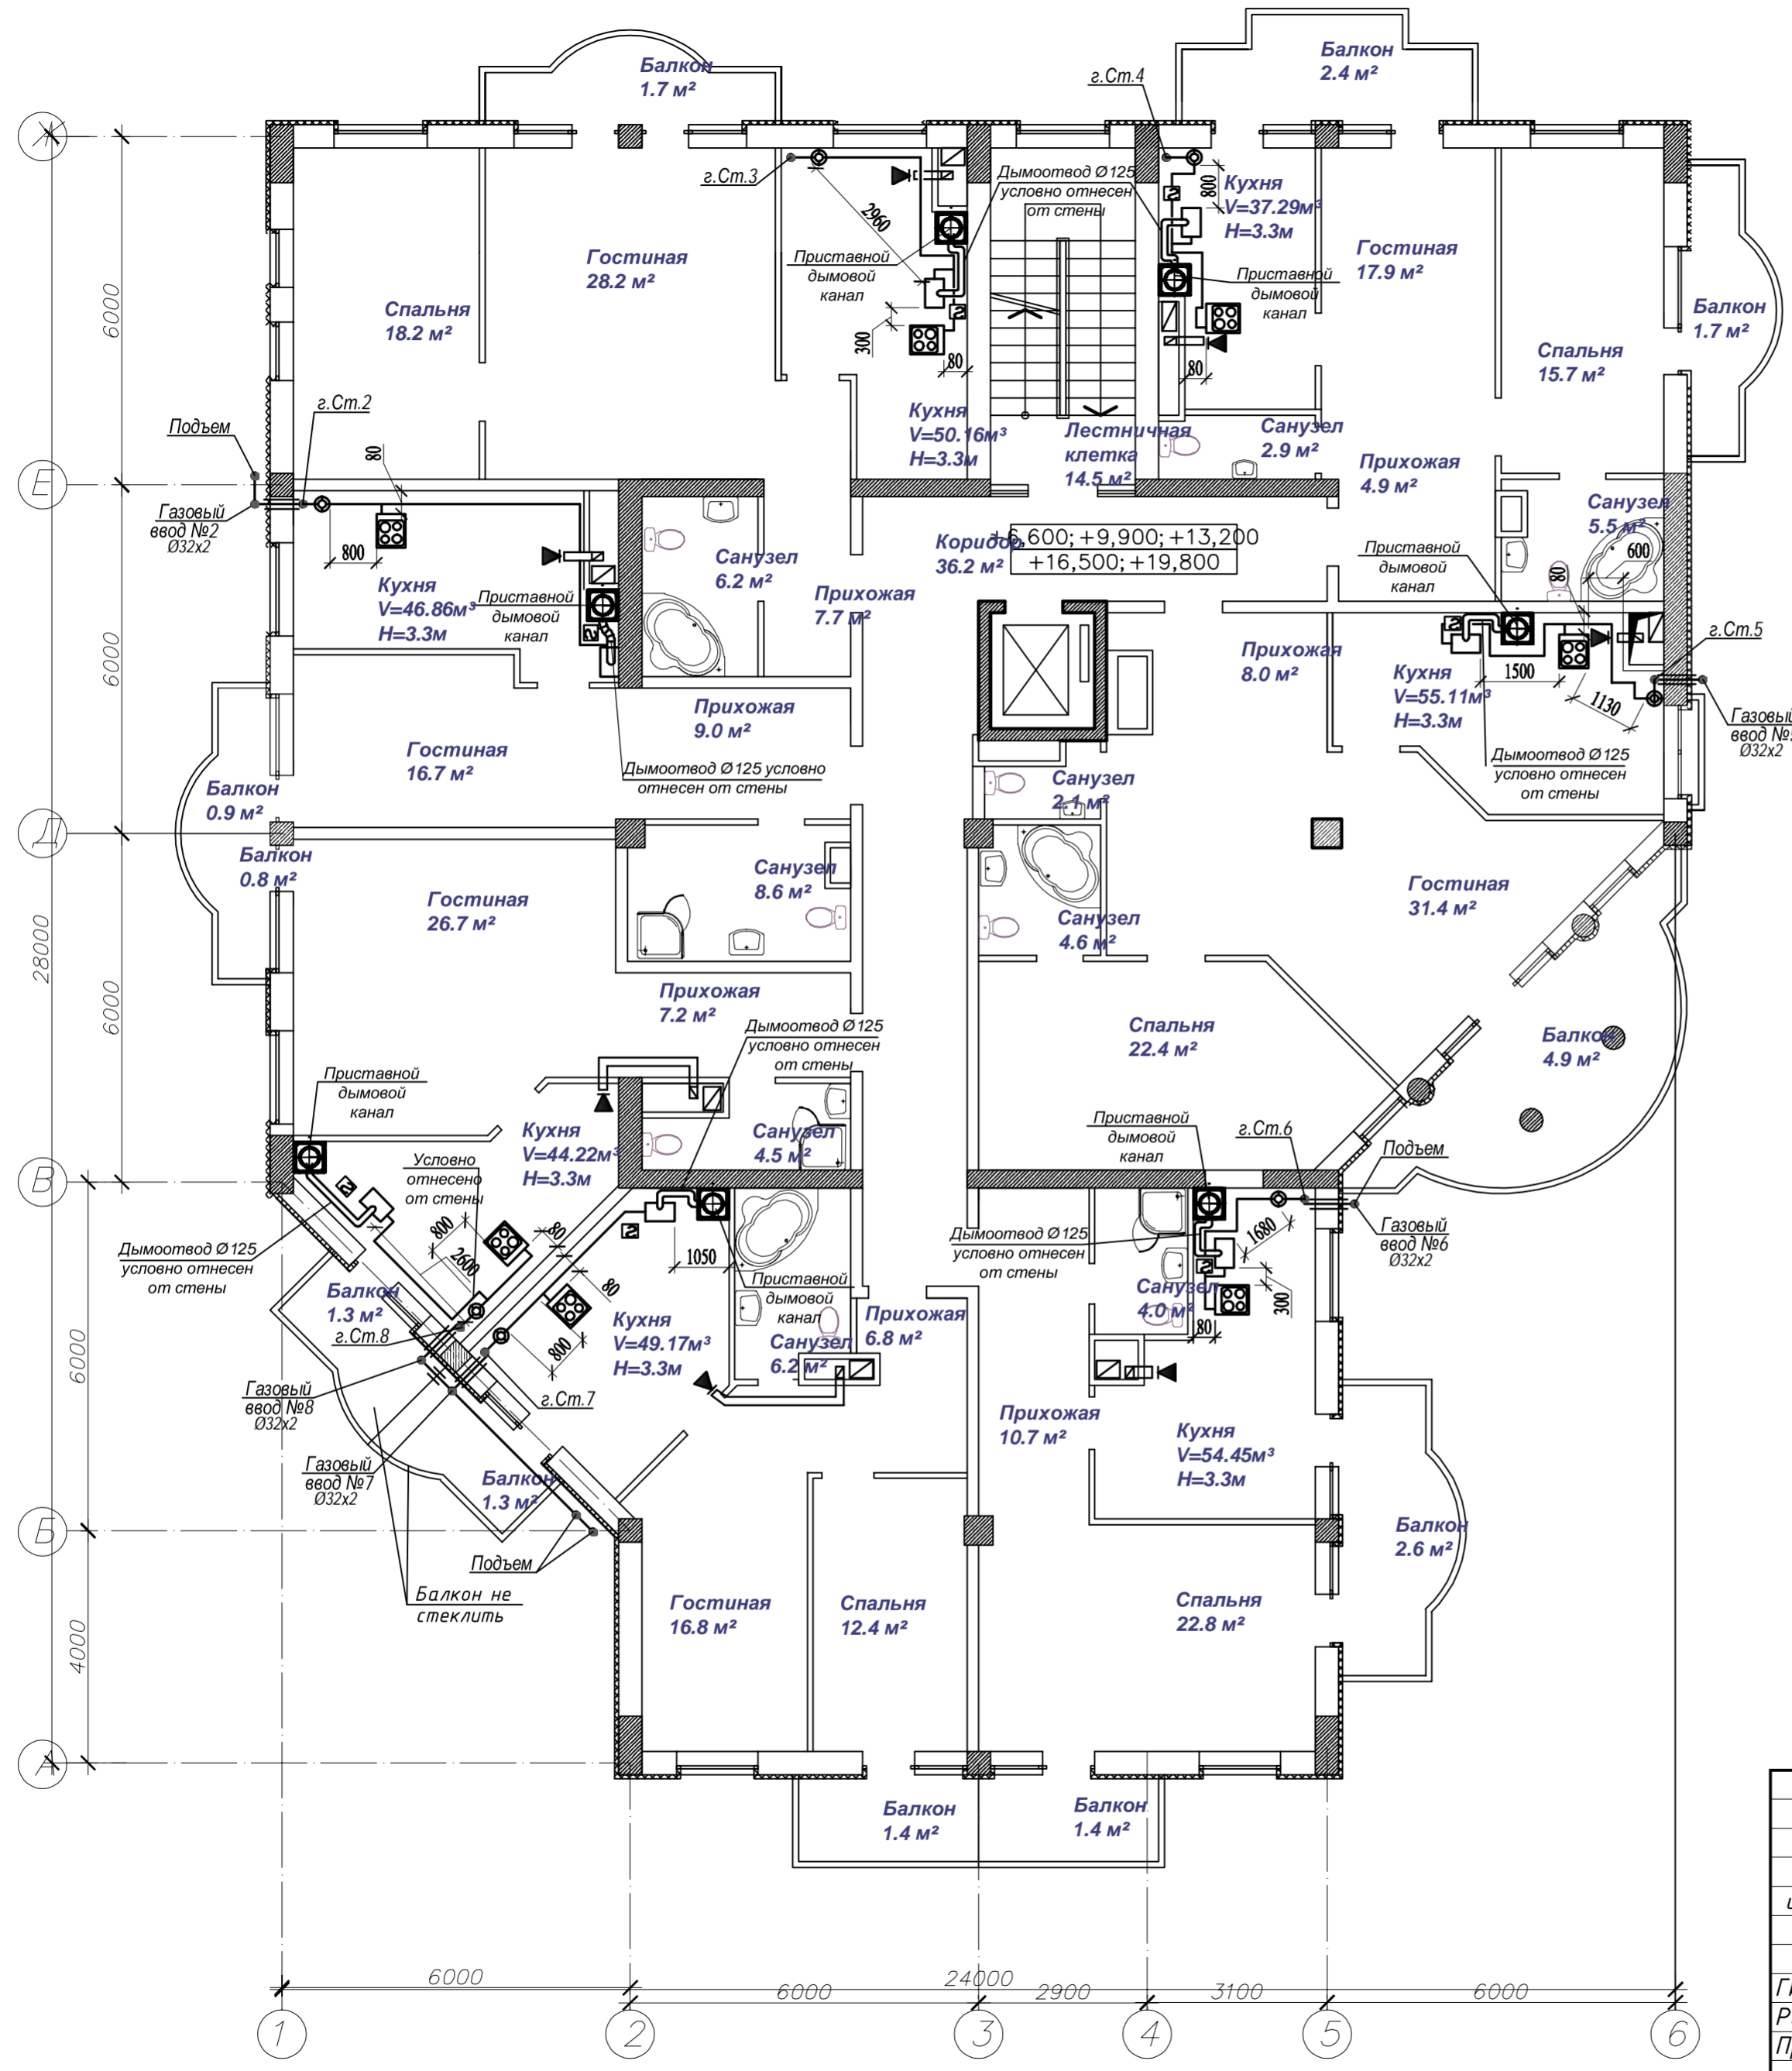 Балкон
1.7 м²
Балкон
2.4 м²
г.Ст.4
г.Ст.3
Ж
Дымоотвод Ø125
условно отнесен
от стены
Кухня
V=37.29м³
H=3.3м
800
2960
Гостиная
28.2 м²
Гостиная
17.9 м²
Приставной
дымовой
канал
Приставной
дымовой
канал
Спальня
18.2 м²
6000
Балкон
1.7 м²
300
80
80
Спальня
15.7 м²
г.Ст.2
Подъем
80
Кухня
V=50.16м³
H=3.3м
Лестничная
клетка
14.5 м²
Санузел
2.9 м²
Прихожая
4.9 м²
Е
Газовый
ввод №2
Ø32х2
800
Санузел
5.5 м²
Коридор
36.2 м²
+6,600; +9,900; +13,200
+16,500; +19,800
Санузел
6.2 м²
Приставной
дымовой
канал
600
80
Кухня
V=46.86м³
H=3.3м
Приставной
дымовой
канал
Прихожая
7.7 м²
6000
Прихожая
8.0 м²
г.Ст.5
Кухня
V=55.11м³
H=3.3м
1500
1130
Прихожая
9.0 м²
Газовый
ввод №5
Ø32х2
Гостиная
16.7 м²
Дымоотвод Ø125 условно
отнесен от стены
Дымоотвод Ø125
условно отнесен
от стены
Балкон
0.9 м²
Санузел
2.1 м²
Д
Балкон
0.8 м²
Санузел
8.6 м²
Гостиная
26.7 м²
Гостиная
31.4 м²
Санузел
4.6 м²
28000
6000
Прихожая
7.2 м²
Дымоотвод Ø125
условно отнесен
от стены
Спальня
22.4 м²
Балкон
4.9 м²
Приставной
дымовой
канал
Кухня
V=44.22м³
H=3.3м
Санузел
4.5 м²
Приставной
дымовой
канал
г.Ст.6
Подъем
В
Условно
отнесено
от стены
Дымоотвод Ø125
условно отнесен
от стены
800
2600
80
80
1050
Дымоотвод Ø125
условно отнесен
от стены
1680
Газовый
ввод №6
Ø32х2
Балкон
1.3 м²
Приставной
дымовой
канал
Санузел
4.0 м²
300
80
г.Ст.8
Кухня
V=49.17м³
H=3.3м
800
Прихожая
6.8 м²
Санузел
6.2 м²
6000
Газовый
ввод №8
Ø32х2
г.Ст.7
Прихожая
10.7 м²
Кухня
V=54.45м³
H=3.3м
Газовый
ввод №7
Ø32х2
Балкон
1.3 м²
Б
Балкон
2.6 м²
Подъем
Балкон не
стеклить
Гостиная
16.8 м²
Спальня
12.4 м²
Спальня
22.8 м²
4000
А
Балкон
1.4 м²
Балкон
1.4 м²
6000
24000
6000
2900
3100
6000
1
2
3
4
5
6